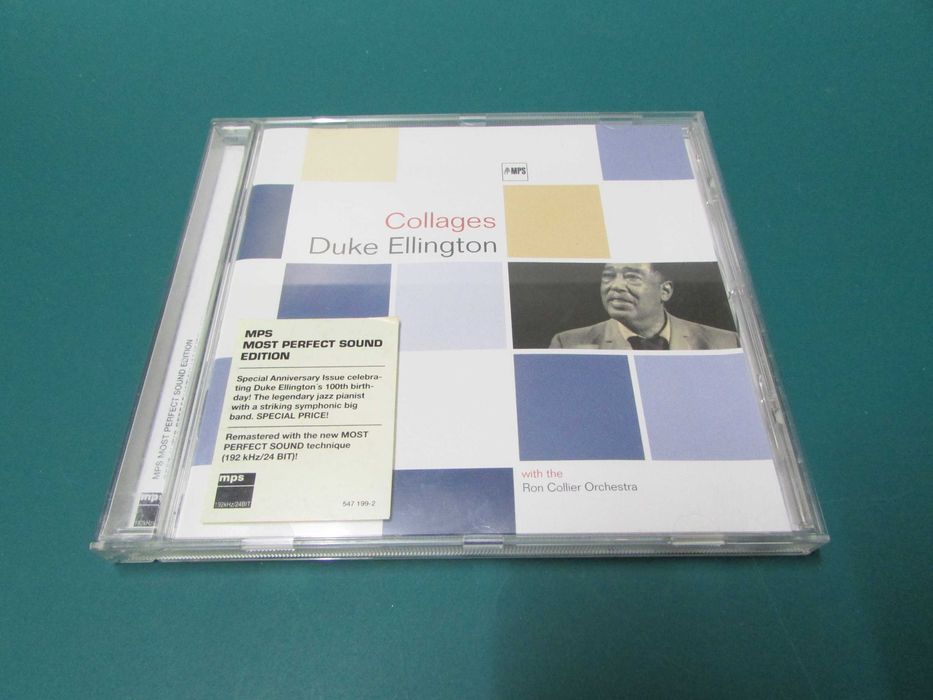 MPS
Collages
Duke Ellington
MPS
MOST PERFECT SOUND
EDITION
Special Anniversary Issue celebra-
ting Duke Ellington's 100th birth-
day! The legendary jazz pianist
with a striking symphonic big
band. SPECIAL PRICE!
Remastered with the new MOST
PERFECT SOUND technique
(192 kHz/24 BIT)!
mps
192kHz/24BIT
547 199-2
with the
Ron Collier Orchestra
MPS MOST PERFECT SOUND EDITION
mps